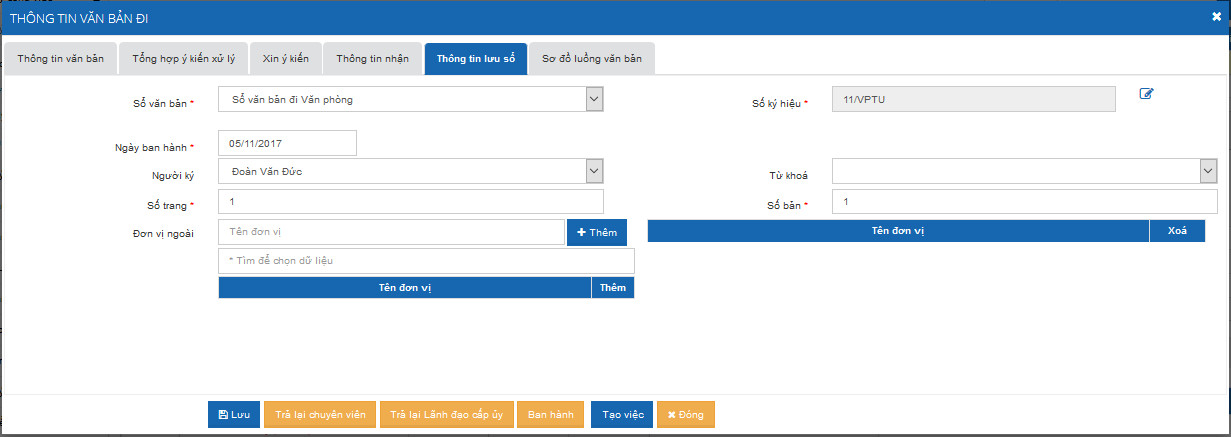 THÔNG TIN VĂN BẢN ĐI
Thông tin văn bản Tổng hợp ý kiến xử lý Xin ý kiến Thông tin nhận Thông tin lưu sổ Sơ đồ luồng văn bản
Sổ văn bản * Sổ văn bản đi Văn phòng Số ký hiệu * 11/VPTU
Ngày ban hành * 05/11/2017
Người ký Đoàn Văn Đức Từ khoá
Số trang * 1 Số bản * 1
Đơn vị ngoài Tên đơn vị Thêm Tên đơn vị Xoá
* Tìm để chọn dữ liệu
Tên đơn vị Thêm
Lưu Trả lại chuyên viên Trả lại Lãnh đạo cấp ủy Ban hành Tạo việc Đóng